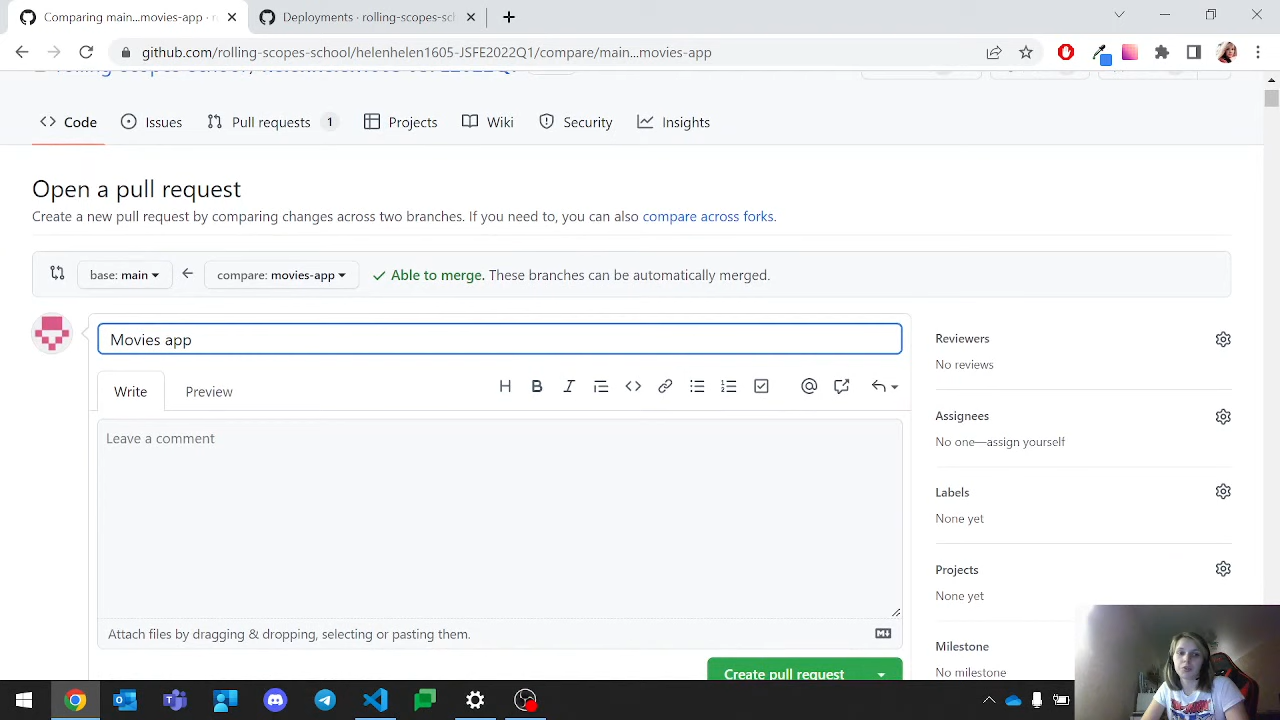 Comparing main...movies-app · r
Deployments · rolling-scopes-sch
github.com/rolling-scopes-school/helenhelen1605-JSFE2022Q1/compare/main...movies-app
Code
Issues
Pull requests 1
Projects
Wiki
Security
Insights
Open a pull request
Create a new pull request by comparing changes across two branches. If you need to, you can also compare across forks.
base: main
compare: movies-app
Able to merge. These branches can be automatically merged.
Movies app
Write
Preview
H B I
Leave a comment
Attach files by dragging & dropping, selecting or pasting them.
Create pull request
Reviewers
No reviews
Assignees
No one—assign yourself
Labels
None yet
Projects
None yet
Milestone
No milestone